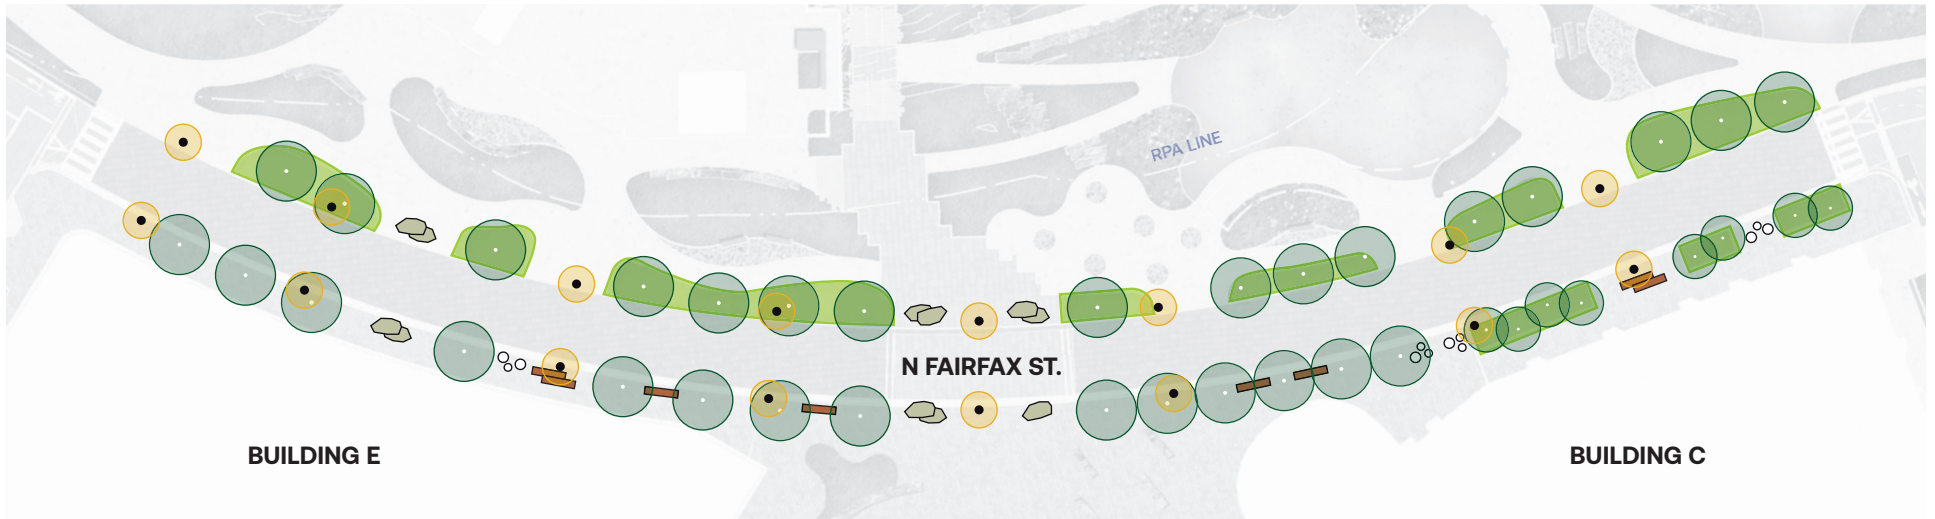 RPA LINE
N FAIRFAX ST.
BUILDING E
BUILDING C